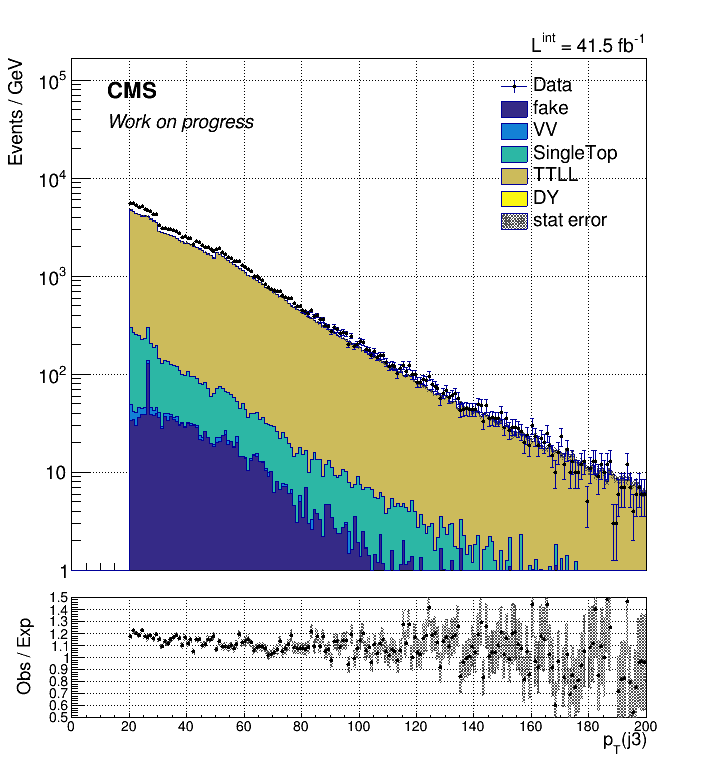 L^int = 41.5 fb^-1
Events / GeV
CMS
Work on progress
Data
fake
VV
SingleTop
TTLL
DY
stat error
10^5
10^4
10^3
10^2
10
1
Obs / Exp
1.5
1.4
1.3
1.2
1.1
1
0.9
0.8
0.7
0.6
0.5
0 20 40 60 80 100 120 140 160 180 200
p_T(j3)